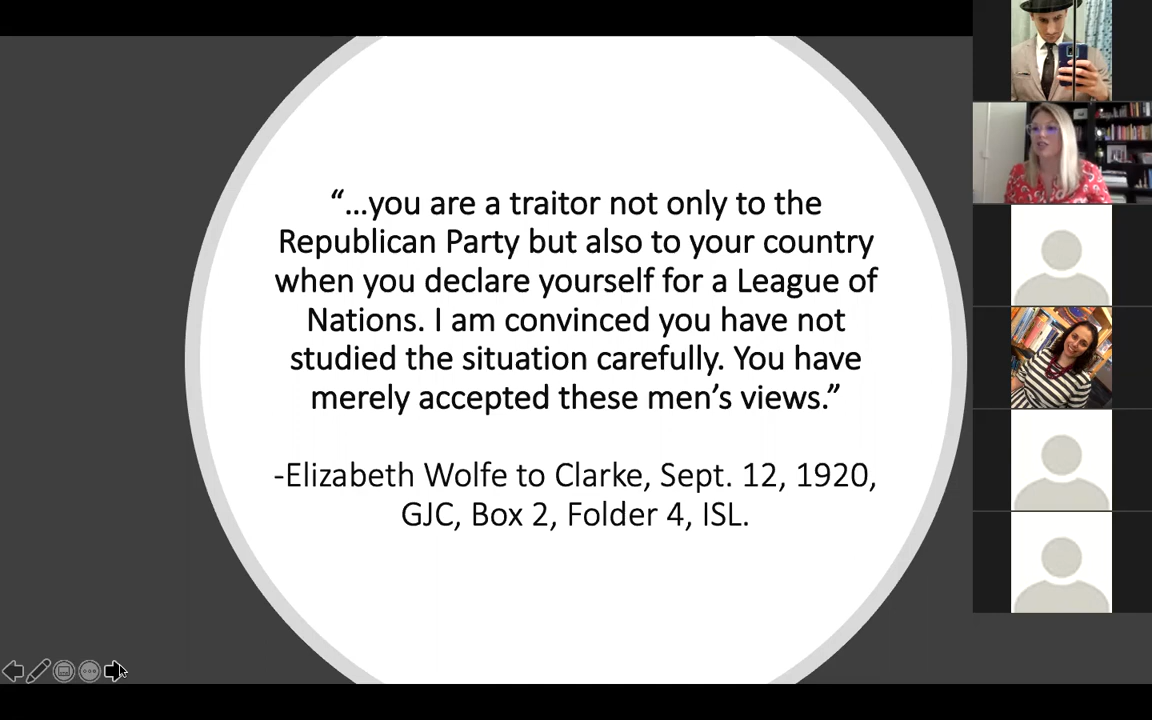 “…you are a traitor not only to the
Republican Party but also to your country
when you declare yourself for a League of
Nations. I am convinced you have not
studied the situation carefully. You have
merely accepted these men’s views.”
-Elizabeth Wolfe to Clarke, Sept. 12, 1920,
GJC, Box 2, Folder 4, ISL.